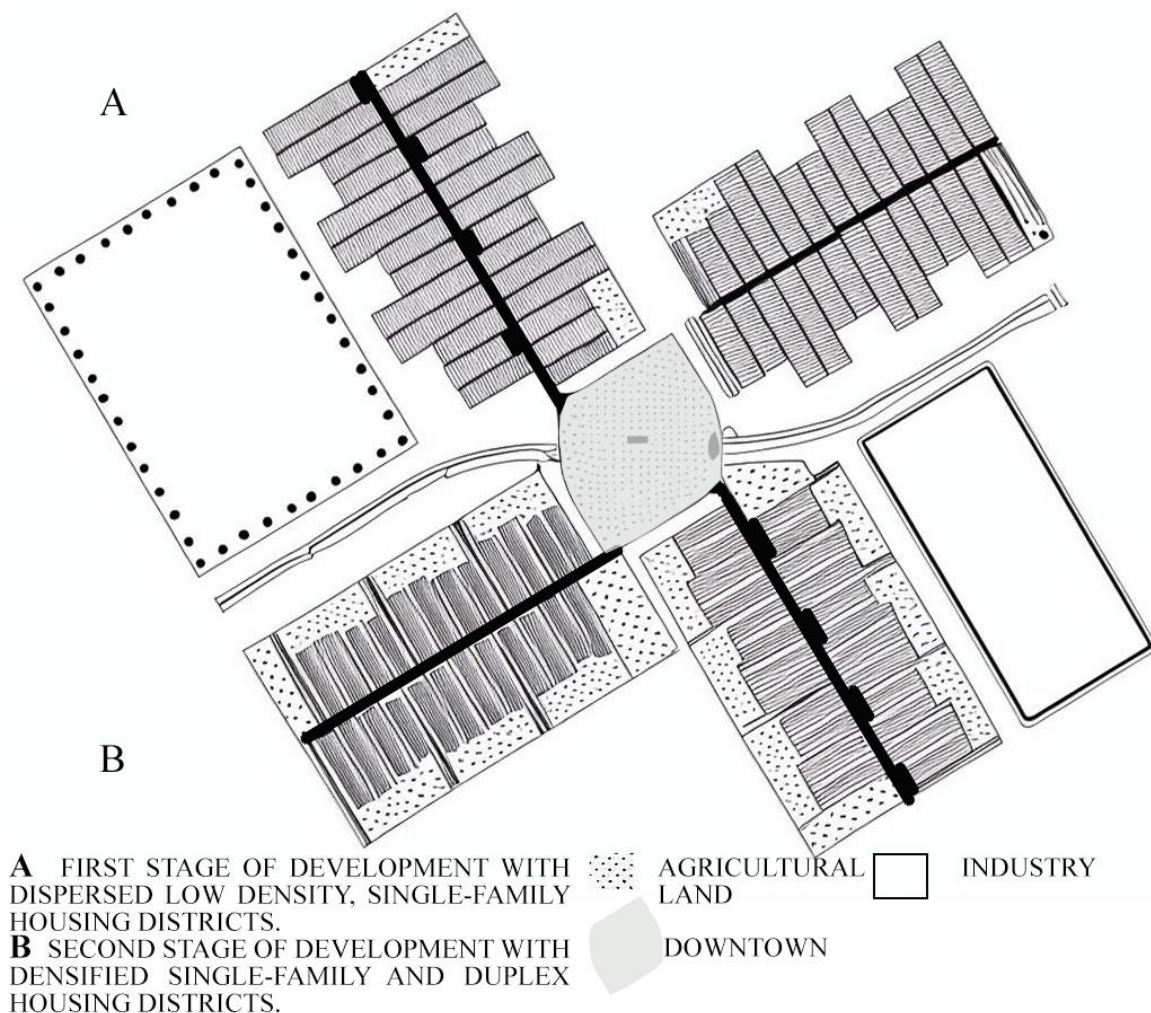 A
B
A FIRST STAGE OF DEVELOPMENT WITH
DISPERSED LOW DENSITY, SINGLE-FAMILY
HOUSING DISTRICTS.
B SECOND STAGE OF DEVELOPMENT WITH
DENSIFIED SINGLE-FAMILY AND DUPLEX
HOUSING DISTRICTS.
AGRICULTURAL
LAND
DOWNTOWN
INDUSTRY